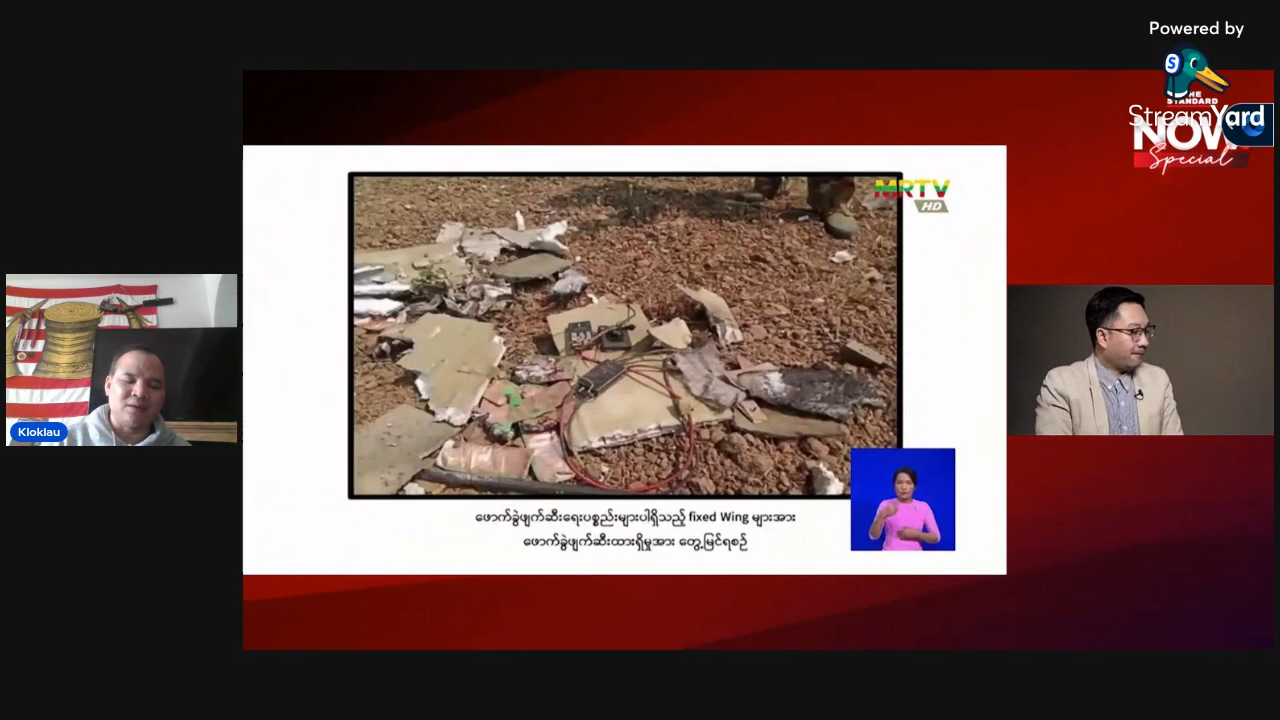 Powered by
StreamYard
THE
STANDARD
NOW
Special
MRTV
HD
Kloklau
ဖောက်ခွဲဖျက်ဆီးရေးပစ္စည်းများပါရှိသည့် fixed Wing များအား
ဖောက်ခွဲဖျက်ဆီးထားရှိမှုအား တွေ့မြင်ရစဉ်